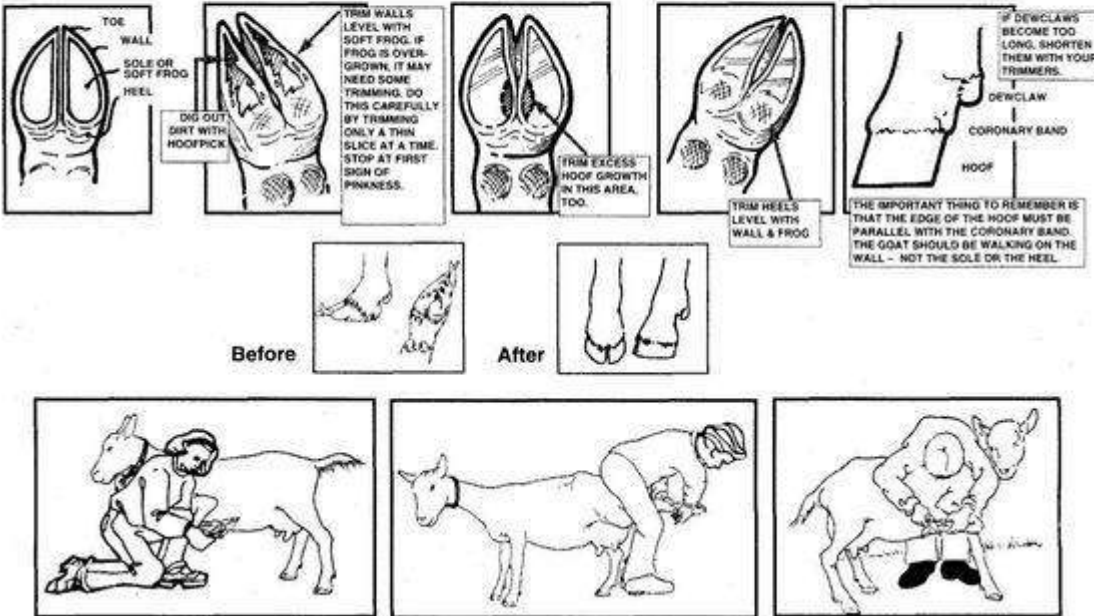 TOE
WALL
SOLE OR
SOFT FROG
HEEL
DIG OUT
DIRT WITH
HOOFPICK
TRIM WALLS
LEVEL WITH
SOFT FROG. IF
FROG IS OVER-
GROWN, IT MAY
NEED SOME
TRIMMING. DO
THIS CAREFULLY
BY TRIMMING
ONLY A THIN
SLICE AT A TIME.
STOP AT FIRST
SIGN OF
PINKNESS.
TRIM EXCESS
HOOF GROWTH
IN THIS AREA,
TOO.
TRIM HEELS
LEVEL WITH
WALL & FROG
IF DEWCLAWS
BECOME TOO
LONG, SHORTEN
THEM WITH YOUR
TRIMMERS.
DEWCLAW
CORONARY BAND
HOOF
THE IMPORTANT THING TO REMEMBER IS
THAT THE EDGE OF THE HOOF MUST BE
PARALLEL WITH THE CORONARY BAND.
THE GOAT SHOULD BE WALKING ON THE
WALL – NOT THE SOLE OR THE HEEL
Before
After